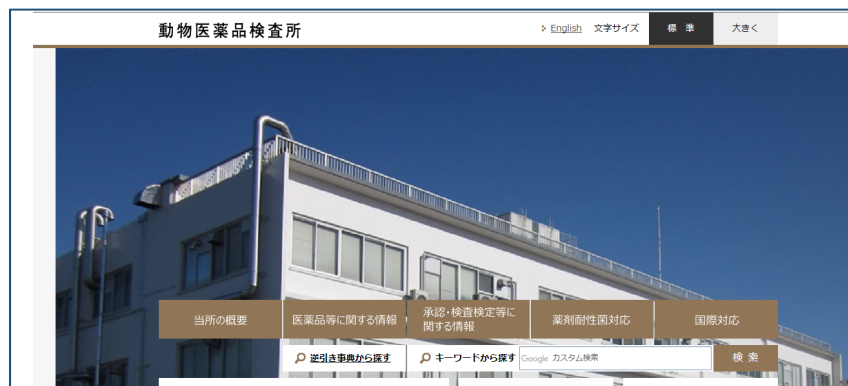 動物医薬品検査所
English 文字サイズ 標 準 大きく
当所の概要 医薬品等に関する情報 承認・検査検定等に
関する情報 薬剤耐性菌対応 国際対応
逆引き事典から探す キーワードから探す Google カスタム検索 検 索